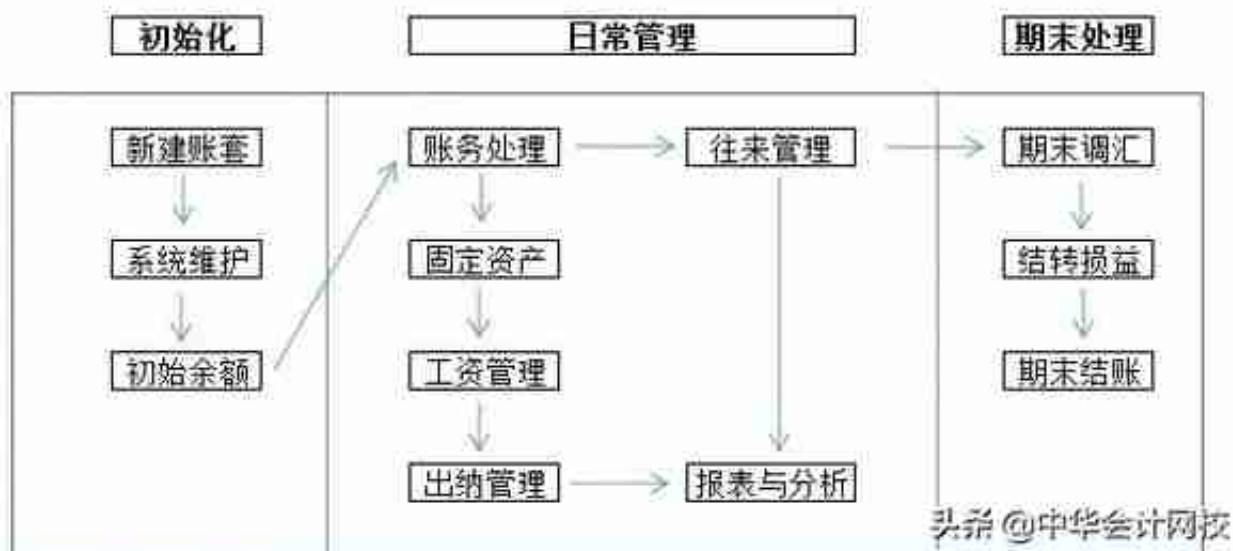 初始化
日常管理
期末处理
新建账套
账务处理
往来管理
期末调汇
系统维护
固定资产
结转损益
初始余额
工资管理
期末结账
出纳管理
报表与分析
头条 @中华会计网校